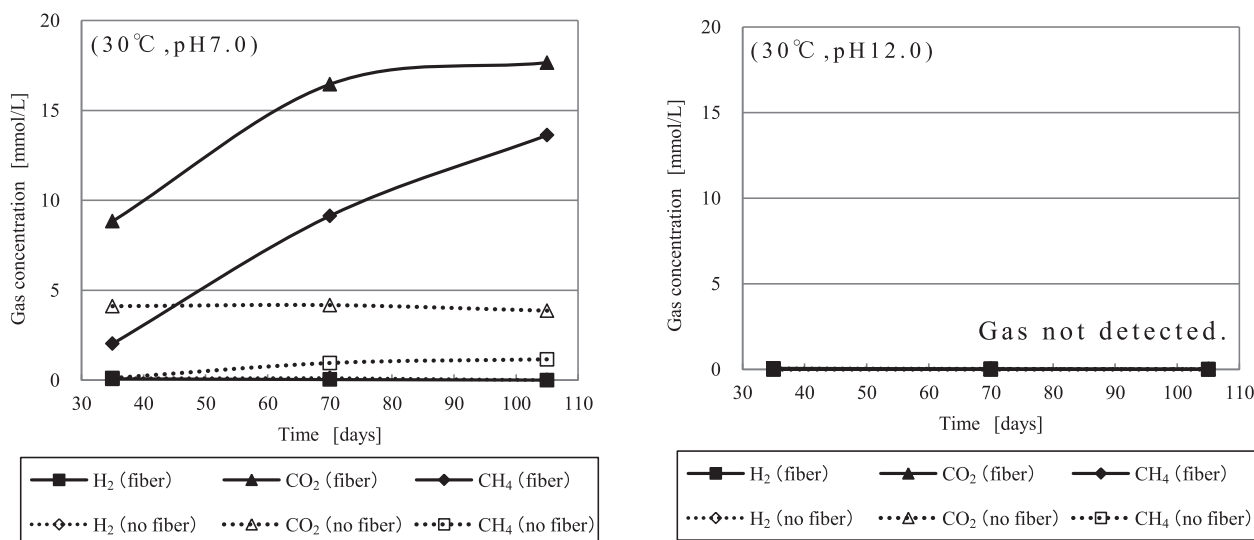 (30℃,pH7.0)
Gas concentration [mmol/L]
20
15
10
5
0
30 40 50 60 70 80 90 100 110
Time [days]
H₂ (fiber) CO₂ (fiber) CH₄ (fiber)
H₂ (no fiber) CO₂ (no fiber) CH₄ (no fiber)
(30℃,pH12.0)
Gas concentration [mmol/L]
20
15
10
5
0
Gas not detected.
30 40 50 60 70 80 90 100 110
Time [days]
H₂ (fiber) CO₂ (fiber) CH₄ (fiber)
H₂ (no fiber) CO₂ (no fiber) CH₄ (no fiber)